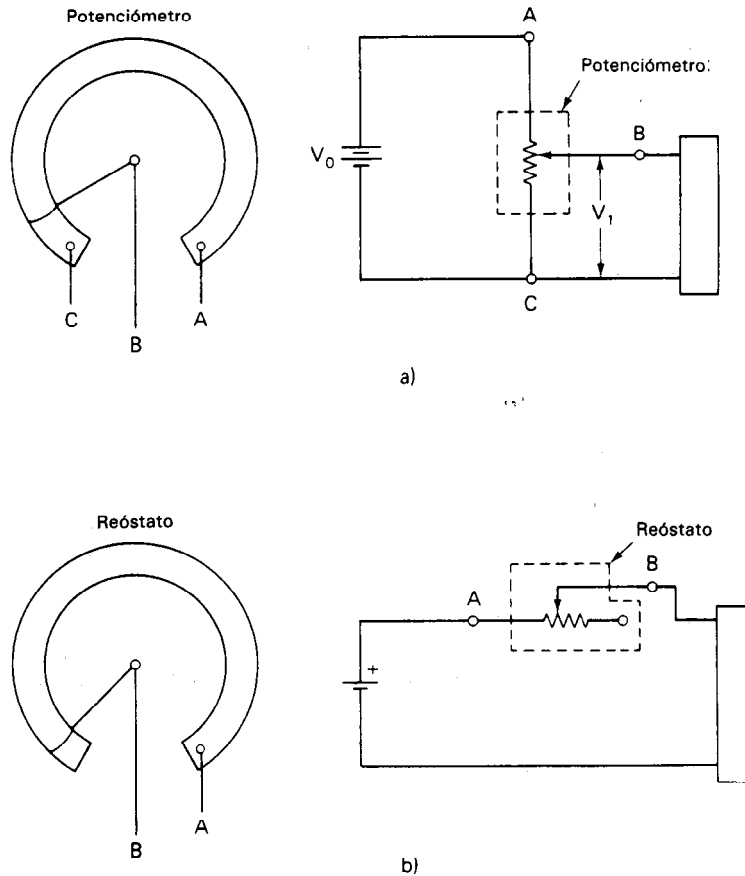 Potenciómetro
C
B
A
A
Potenciómetro:
V₀
B
V₁
C
a)
Reóstato
B
A
Reóstato
A
B
+
b)